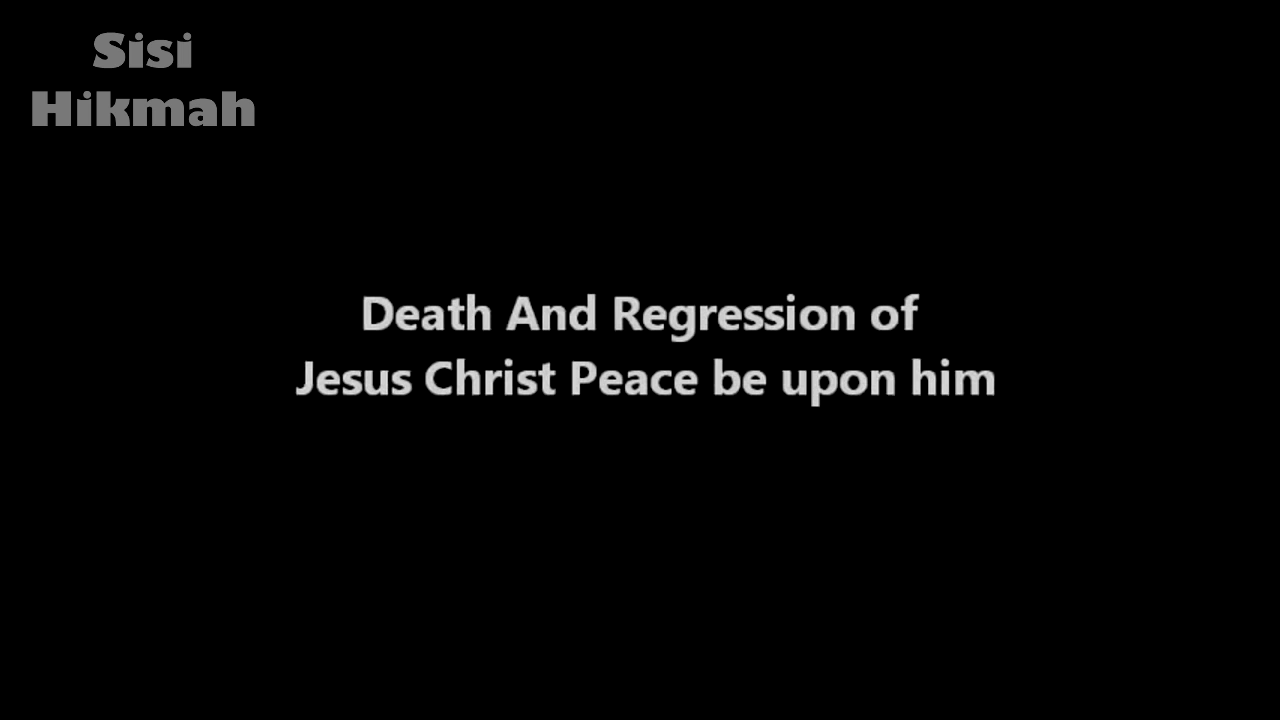 Sisi
Hikmah
Death And Regression of
Jesus Christ Peace be upon him